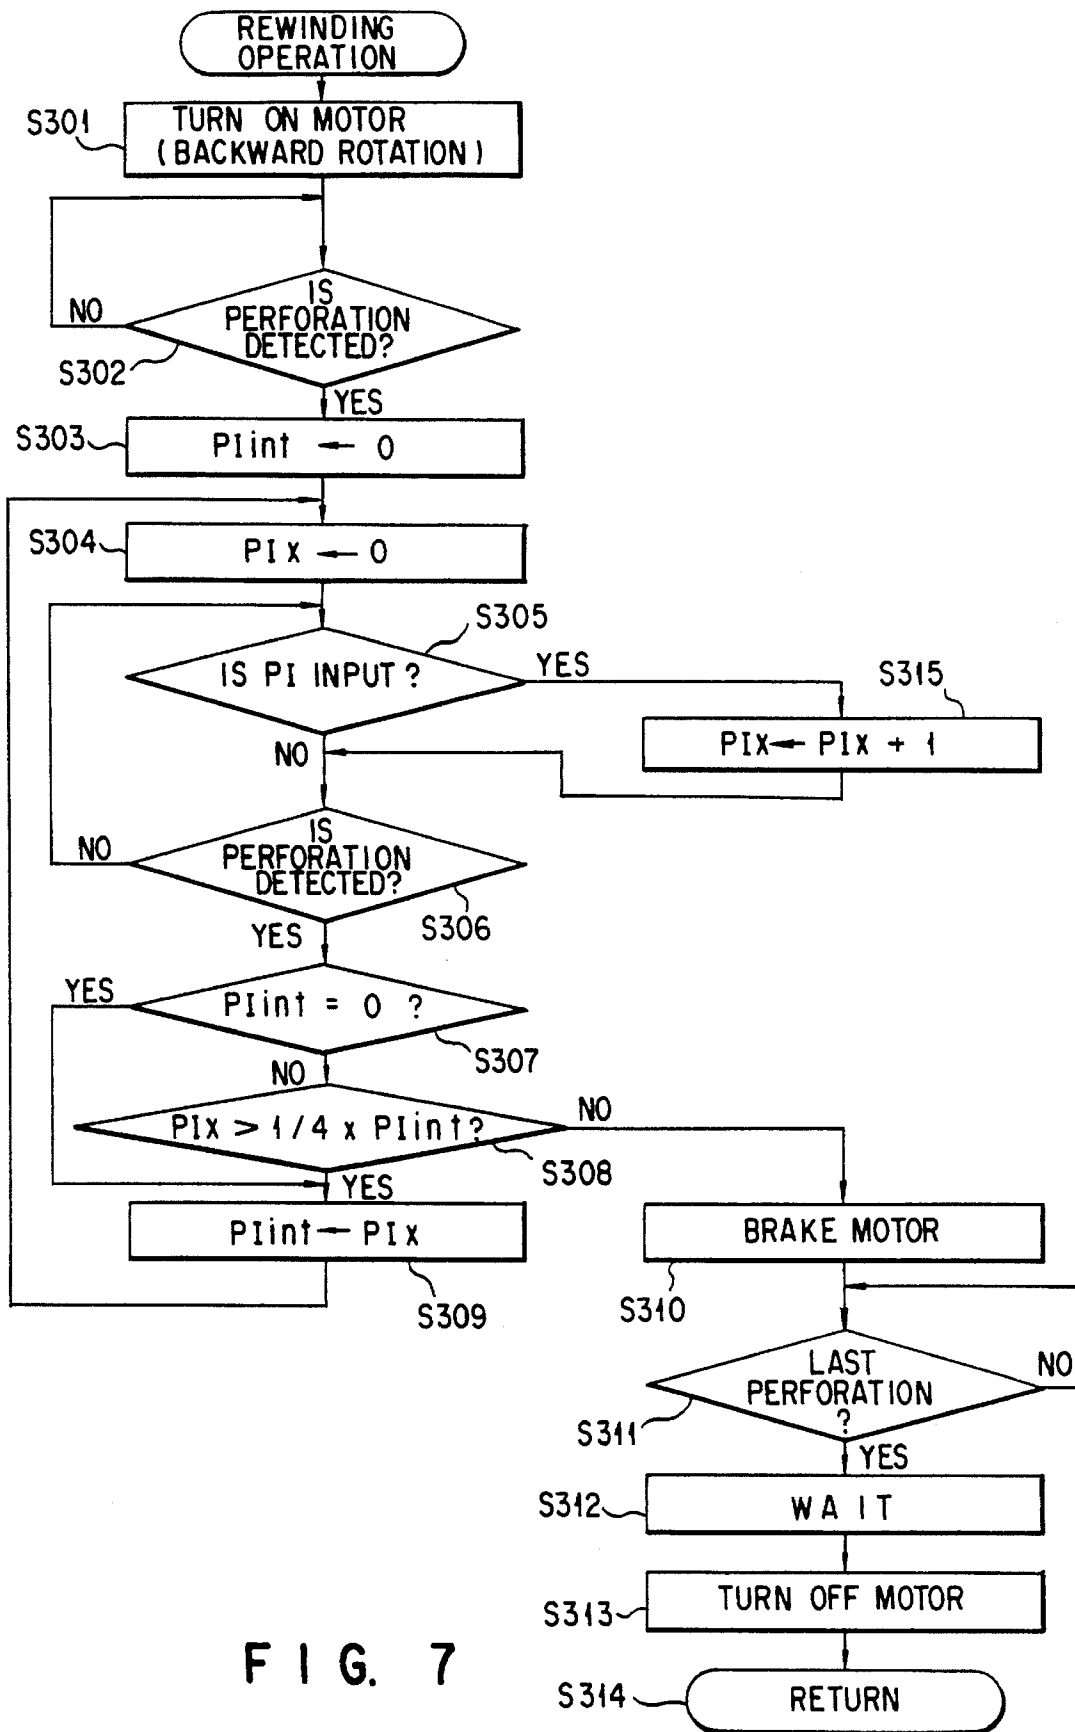 REWINDING
OPERATION
S301
TURN ON MOTOR
(BACKWARD ROTATION)
NO
IS
PERFORATION
DETECTED?
S302
YES
S303
PIint ← 0
S304
PIx ← 0
S305
IS PI INPUT?
YES
S315
PIx ← PIx + 1
NO
NO
IS
PERFORATION
DETECTED?
S306
YES
YES
PIint = 0 ?
S307
NO
PIx > 1/4 x PIint?
NO
S308
YES
PIint ← PIx
S309
BRAKE MOTOR
S310
LAST
PERFORATION
?
NO
S311
YES
S312
WAIT
S313
TURN OFF MOTOR
S314
RETURN
FIG. 7